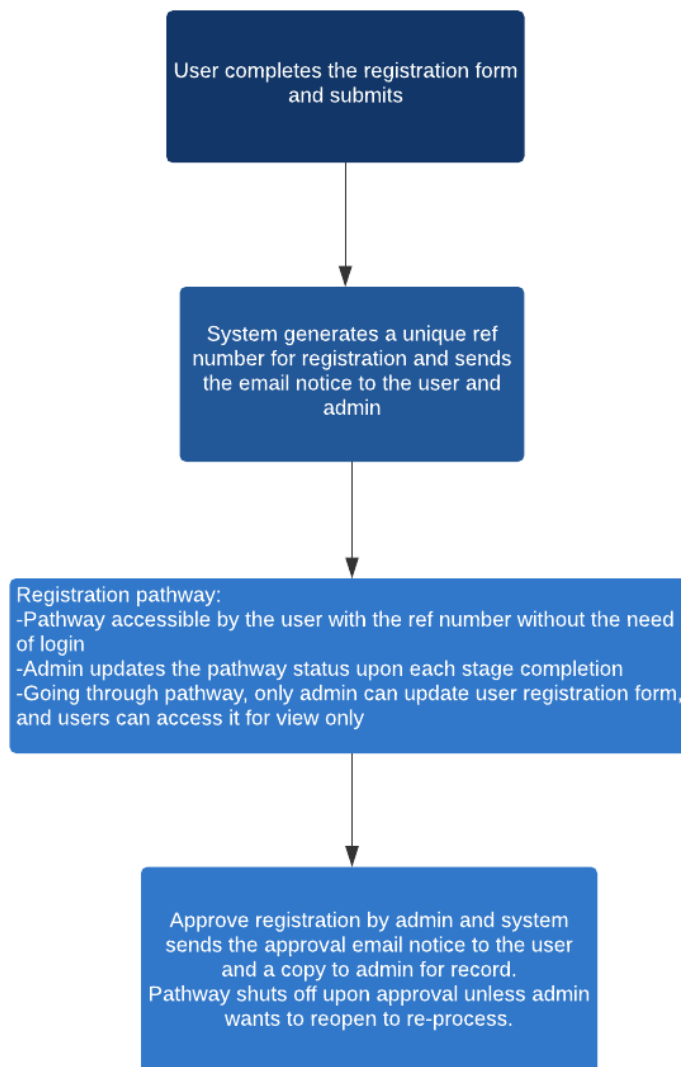 User completes the registration form
and submits
System generates a unique ref
number for registration and sends
the email notice to the user and
admin
Registration pathway:
-Pathway accessible by the user with the ref number without the need
of login
-Admin updates the pathway status upon each stage completion
-Going through pathway, only admin can update user registration form,
and users can access it for view only
Approve registration by admin and system
sends the approval email notice to the user
and a copy to admin for record.
Pathway shuts off upon approval unless admin
wants to reopen to re-process.